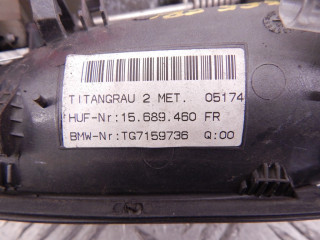 TITANGRAU 2 MET. 05174
HUF-Nr:15.689.460 FR
BMW-Nr:TG7159736 Q:00